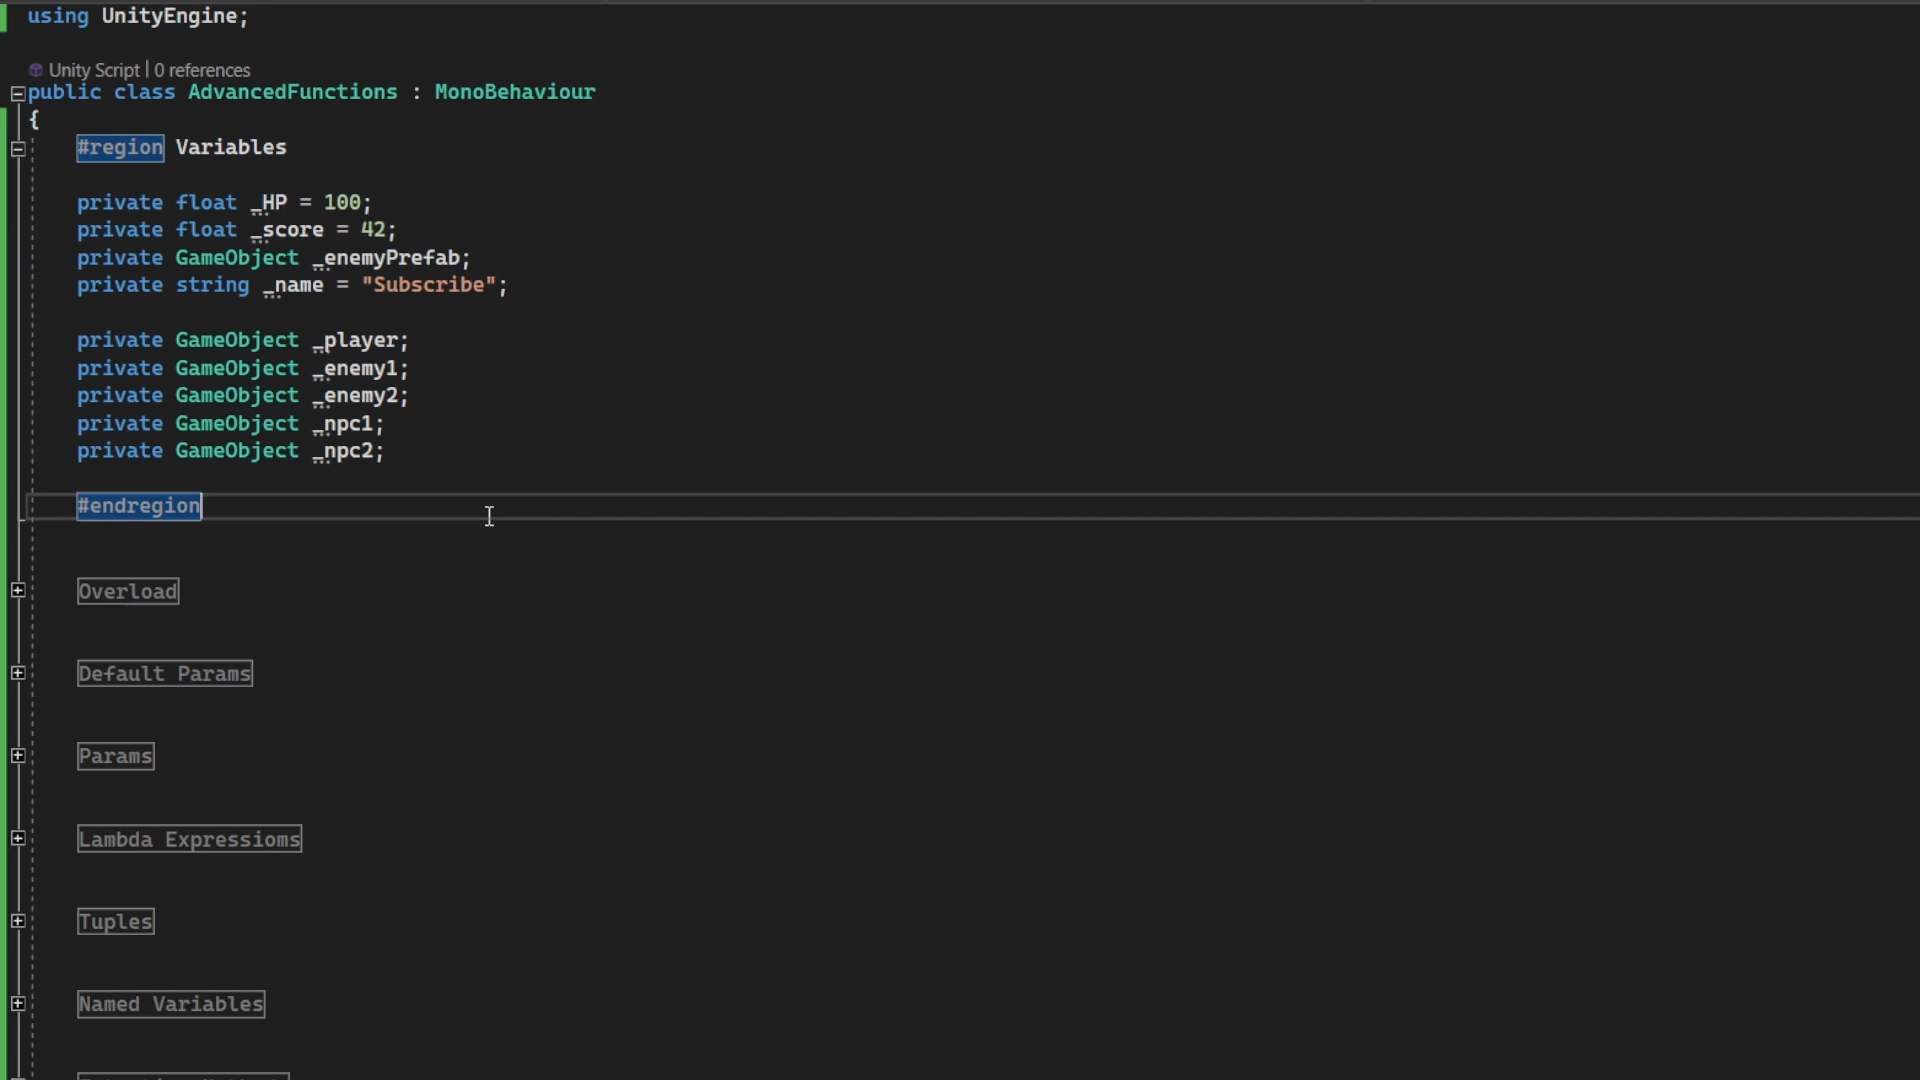 using UnityEngine;
Unity Script | 0 references
public class AdvancedFunctions : MonoBehaviour
{
#region Variables
private float _HP = 100;
private float _score = 42;
private GameObject _enemyPrefab;
private string _name = "Subscribe";
private GameObject _player;
private GameObject _enemy1;
private GameObject _enemy2;
private GameObject _npc1;
private GameObject _npc2;
#endregion
Overload
Default Params
Params
Lambda Expressioms
Tuples
Named Variables